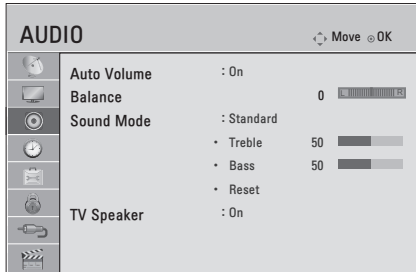 AUDIO Move OK
Auto Volume : On
Balance 0 L R
Sound Mode : Standard
• Treble 50
• Bass 50
• Reset
TV Speaker : On